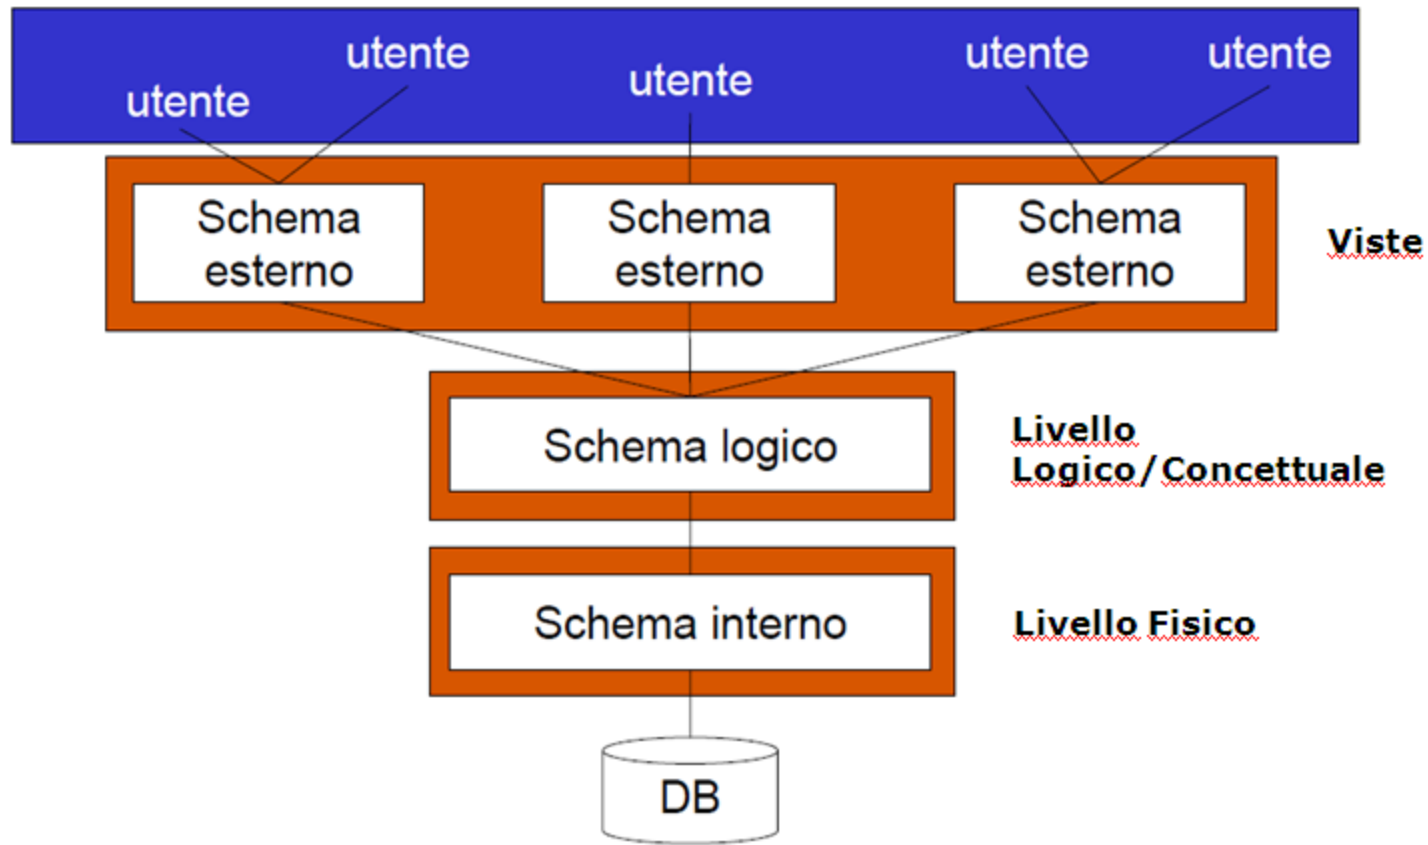 utente
utente
utente
utente
utente
Schema
esterno
Schema
esterno
Schema
esterno
Viste
Schema logico
Livello
Logico/Concettuale
Schema interno
Livello Fisico
DB